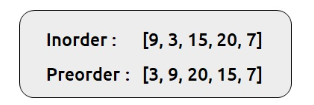 Inorder : [9, 3, 15, 20, 7]
Preorder : [3, 9, 20, 15, 7]